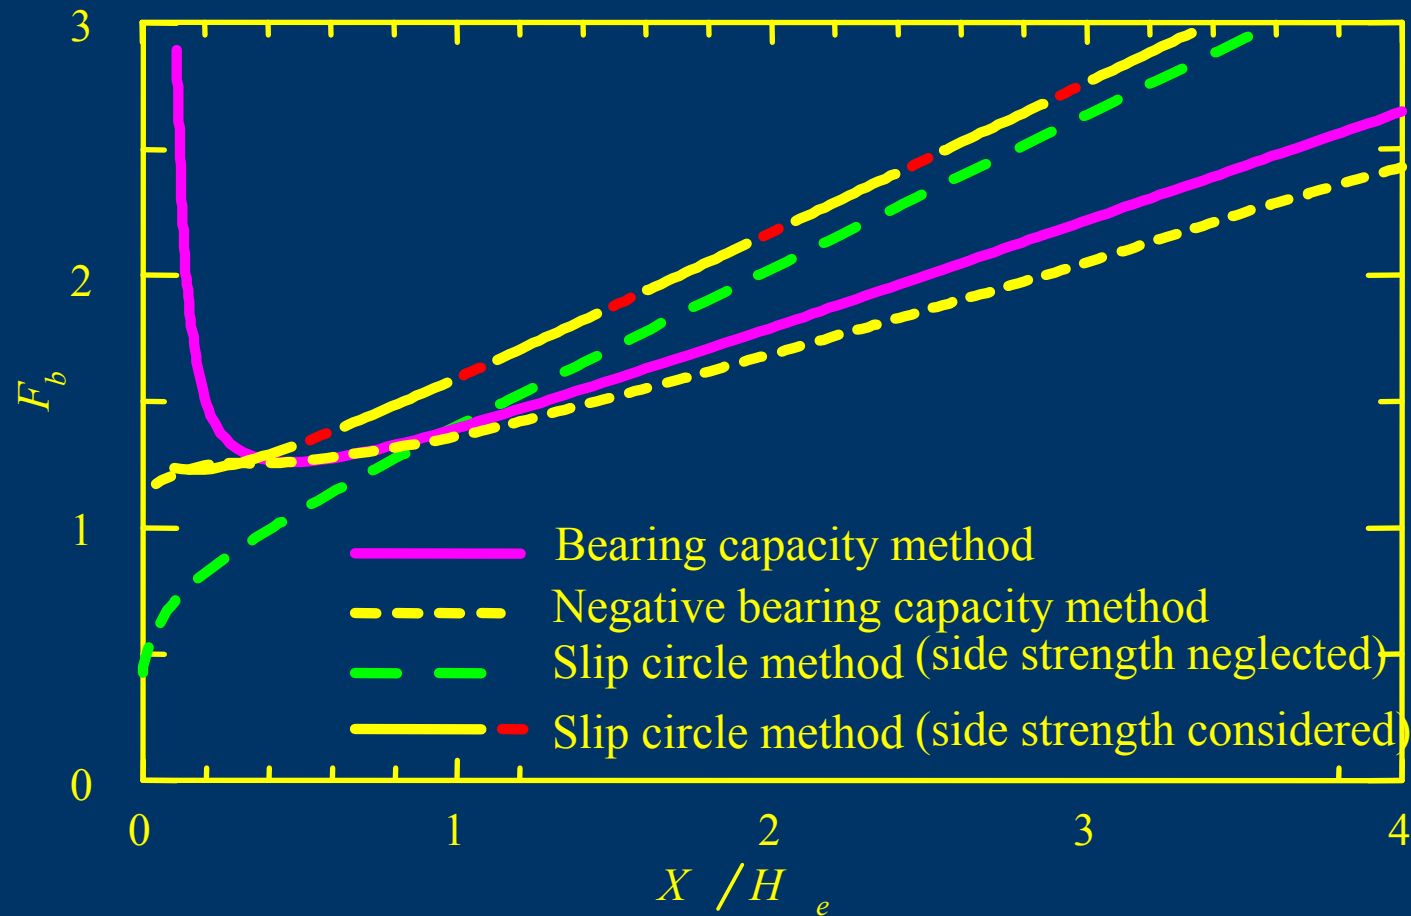 3
2
F b
1
Bearing capacity method
Negative bearing capacity method
Slip circle method (side strength neglected)
Slip circle method (side strength considered)
0
0 1 2 3 4
X / H e